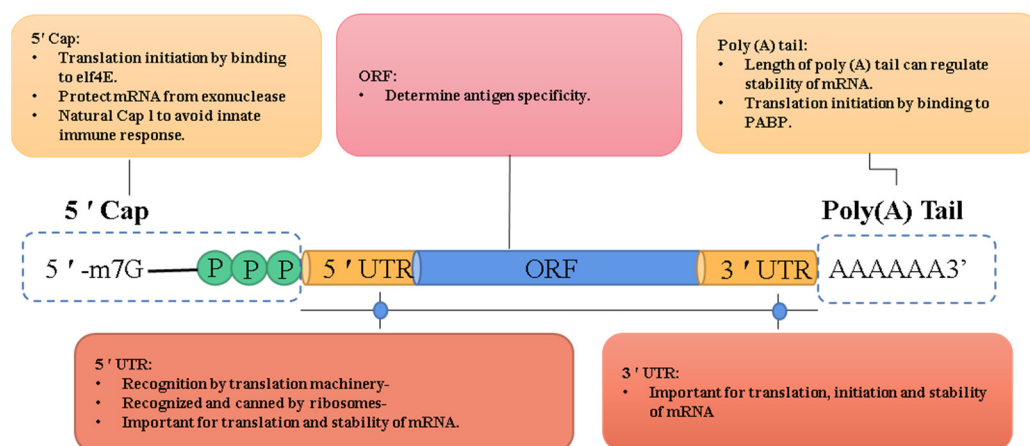 5' Cap:
• Translation initiation by binding
to elf4E.
• Protect mRNA from exonuclease
• Natural Cap l to avoid innate
immune response.
ORF:
• Determine antigen specificity.
Poly (A) tail:
• Length of poly (A) tail can regulate
stability of mRNA.
• Translation initiation by binding to
PABP.
5 ' Cap
Poly(A) Tail
5 ' -m7G P P P 5 ' UTR ORF 3 ' UTR AAAAAA3’
5 ' UTR:
• Recognition by translation machinery-
• Recognized and canned by ribosomes-
• Important for translation and stability of mRNA.
3 ' UTR:
• Important for translation, initiation and stability
of mRNA